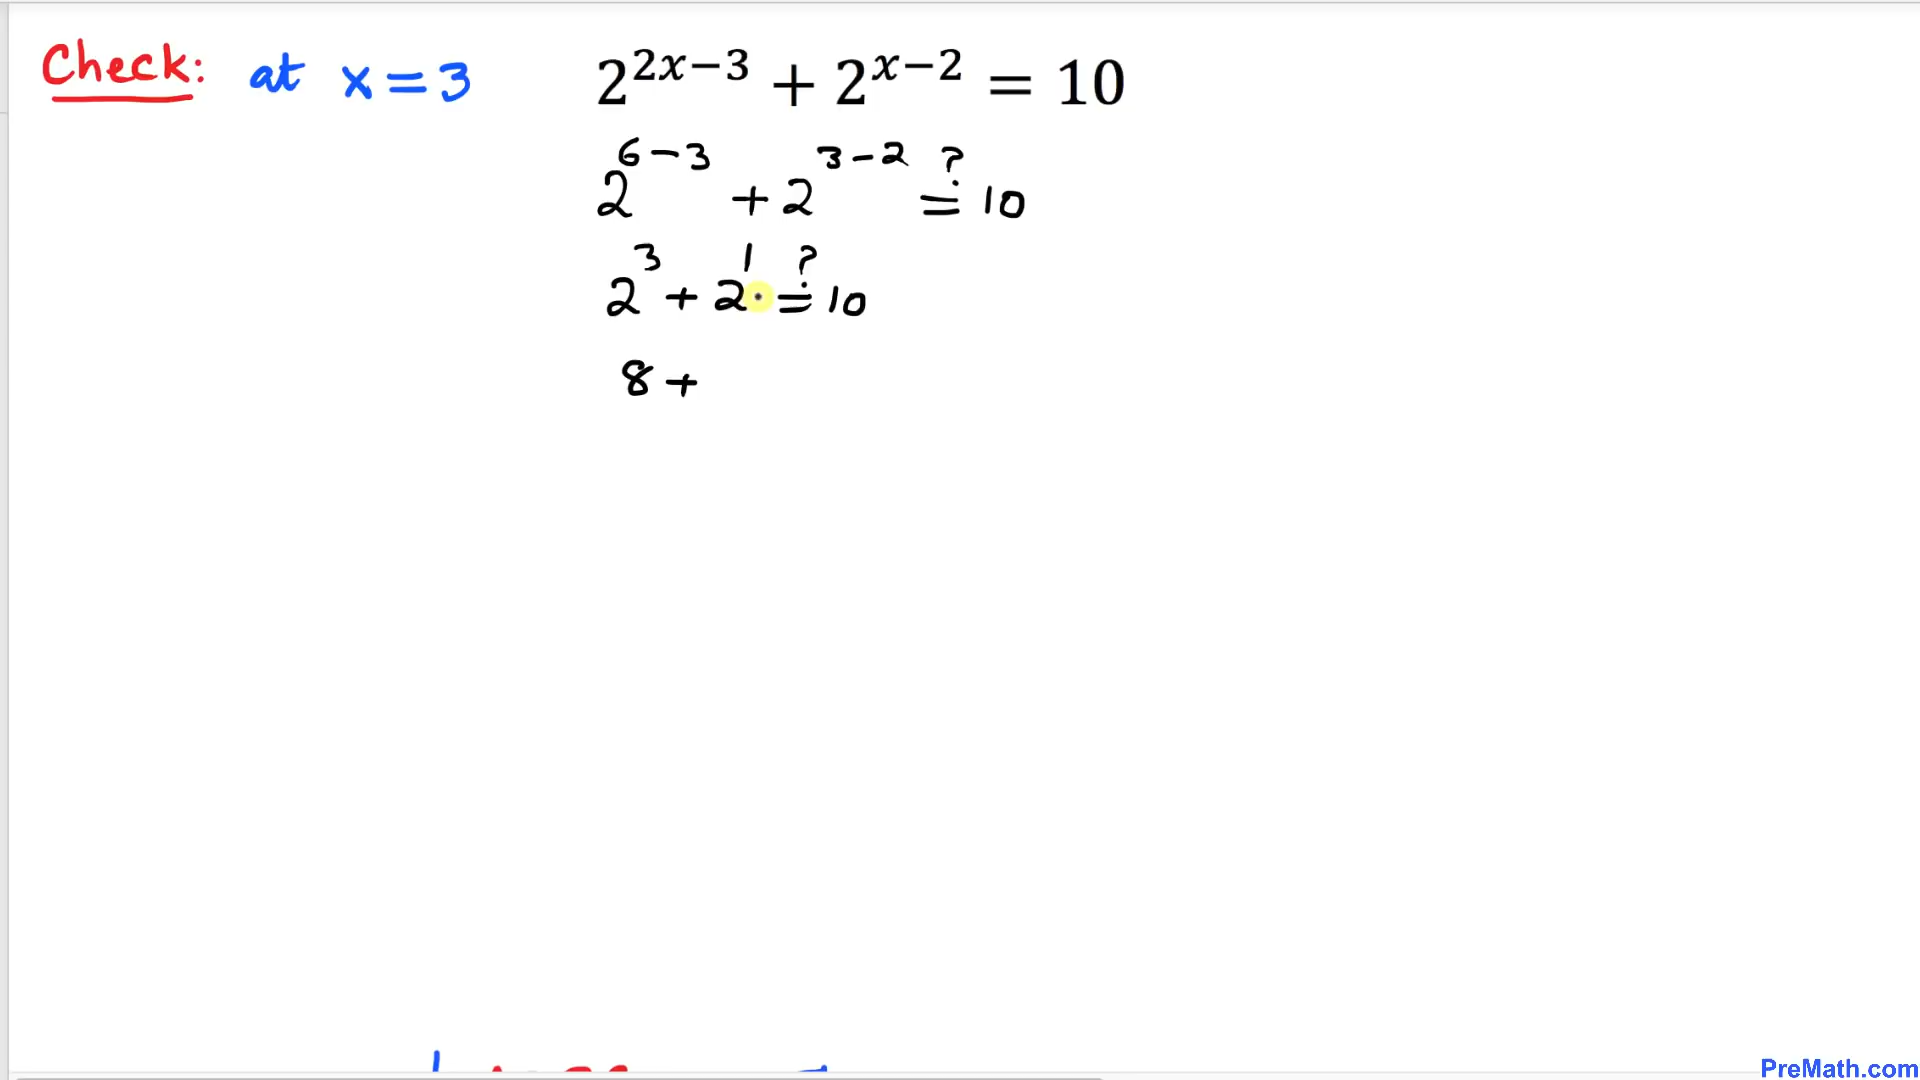 Check: at x = 3
2^{2x-3} + 2^{x-2} = 10
2^{6-3} + 2^{3-2} =? 10
2^3 + 2^1 =? 10
8 +
PreMath.com